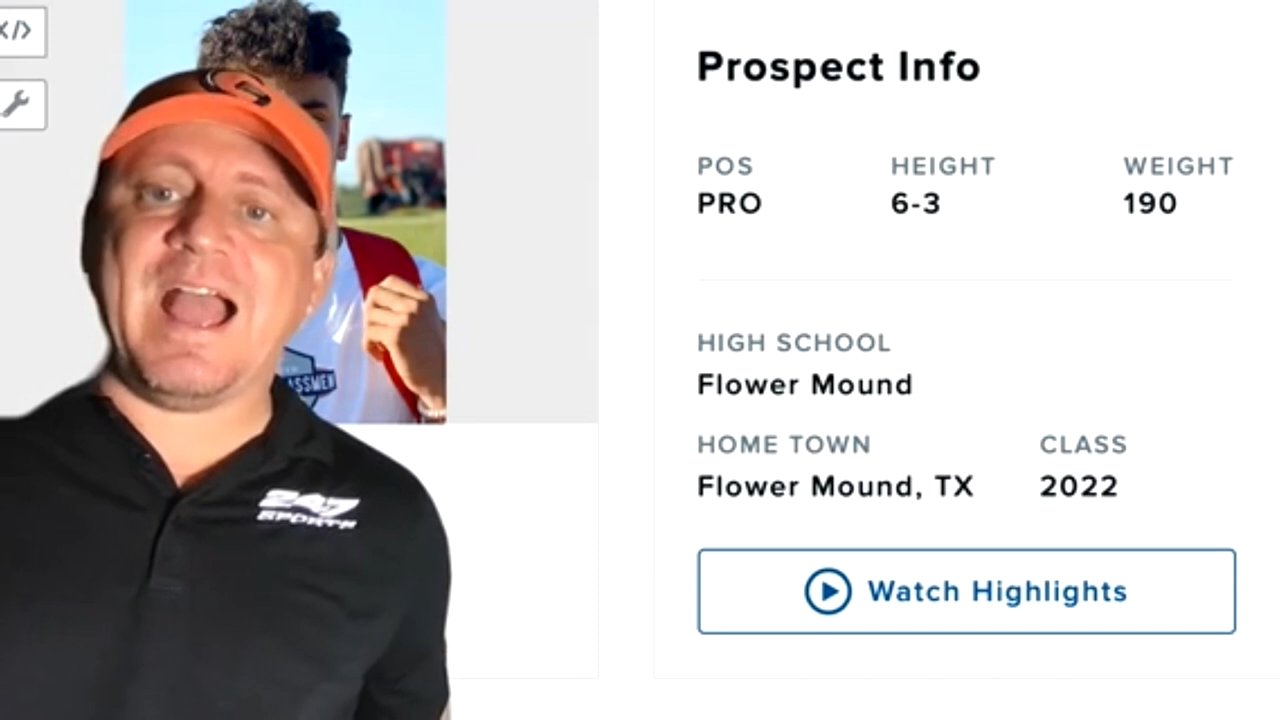 Prospect Info
POS HEIGHT WEIGHT
PRO 6-3 190
HIGH SCHOOL
Flower Mound
HOME TOWN CLASS
Flower Mound, TX 2022
Watch Highlights
247
SPORTS